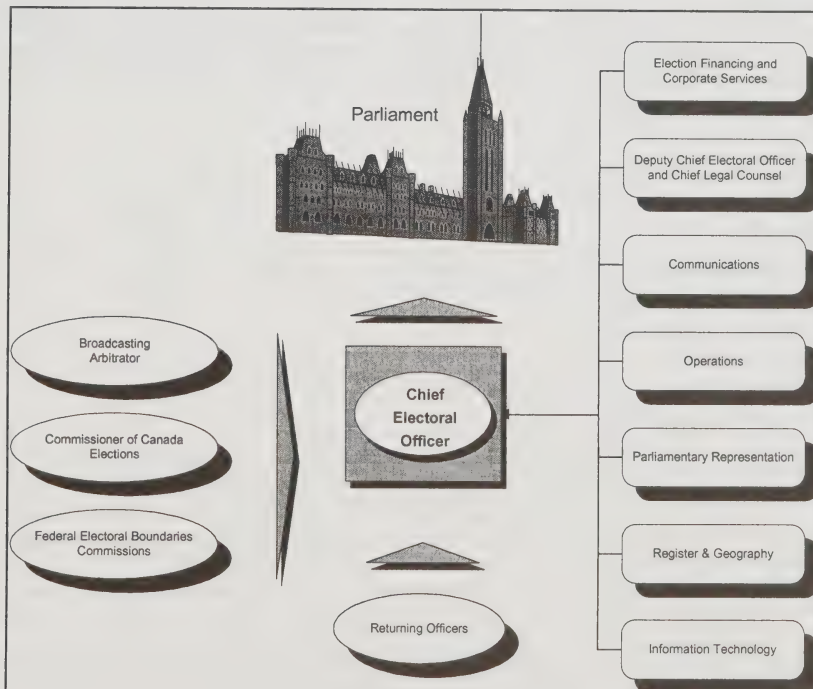 Parliament
Broadcasting
Arbitrator
Commissioner of Canada
Elections
Federal Electoral Boundaries
Commissions
Chief
Electoral
Officer
Returning Officers
Election Financing and
Corporate Services
Deputy Chief Electoral Officer
and Chief Legal Counsel
Communications
Operations
Parliamentary Representation
Register & Geography
Information Technology